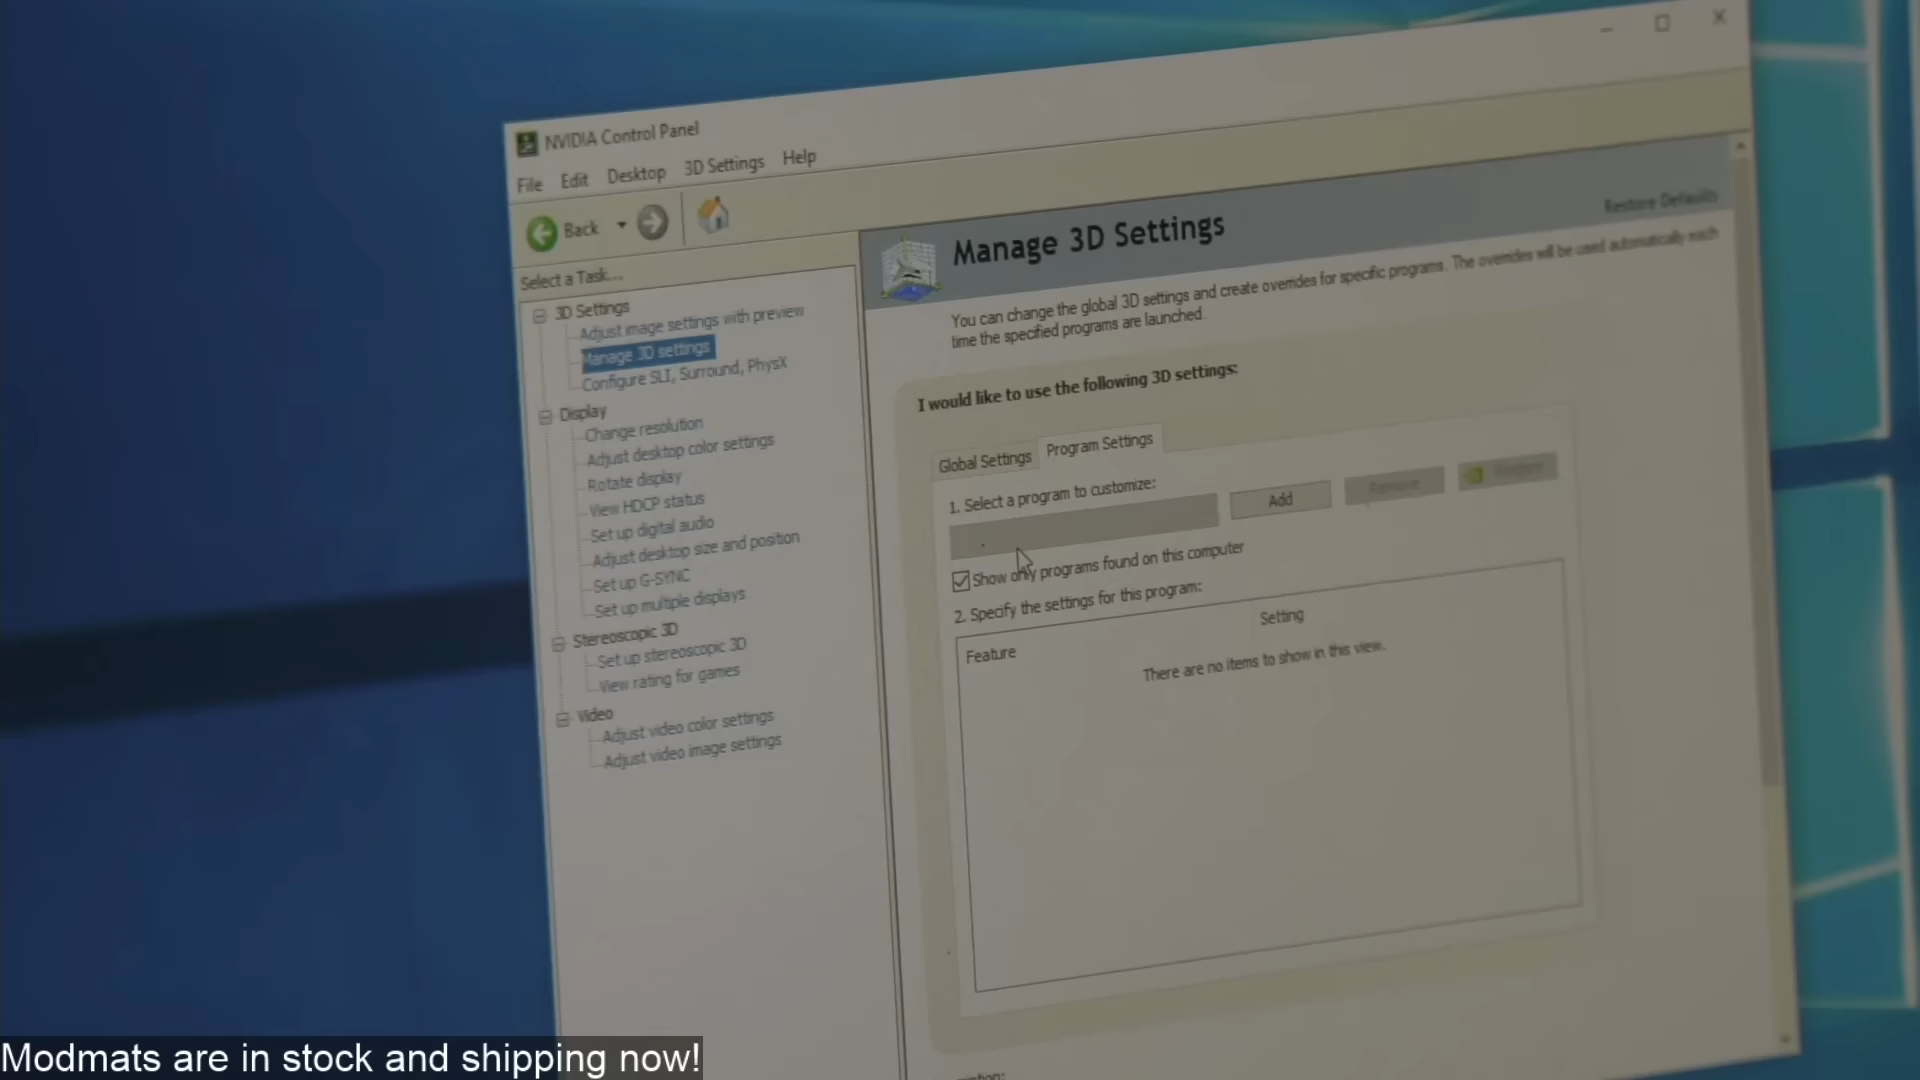 NVIDIA Control Panel
File Edit Desktop 3D Settings Help
Back
Select a Task...
3D Settings
Adjust image settings with preview
Manage 3D settings
Configure SLI, Surround, PhysX
Display
Change resolution
Adjust desktop color settings
Rotate display
View HDCP status
Set up digital audio
Adjust desktop size and position
Set up G-SYNC
Set up multiple displays
Stereoscopic 3D
Set up stereoscopic 3D
View rating for games
Video
Adjust video color settings
Adjust video image settings
Manage 3D Settings
Restore Defaults
You can change the global 3D settings and create overrides for specific programs. The overrides will be used automatically each
time the specified programs are launched.
I would like to use the following 3D settings:
Global Settings Program Settings
1. Select a program to customize:
Add Remove
Show only programs found on this computer
2. Specify the settings for this program:
Feature Setting
There are no items to show in this view.
Modmats are in stock and shipping now!